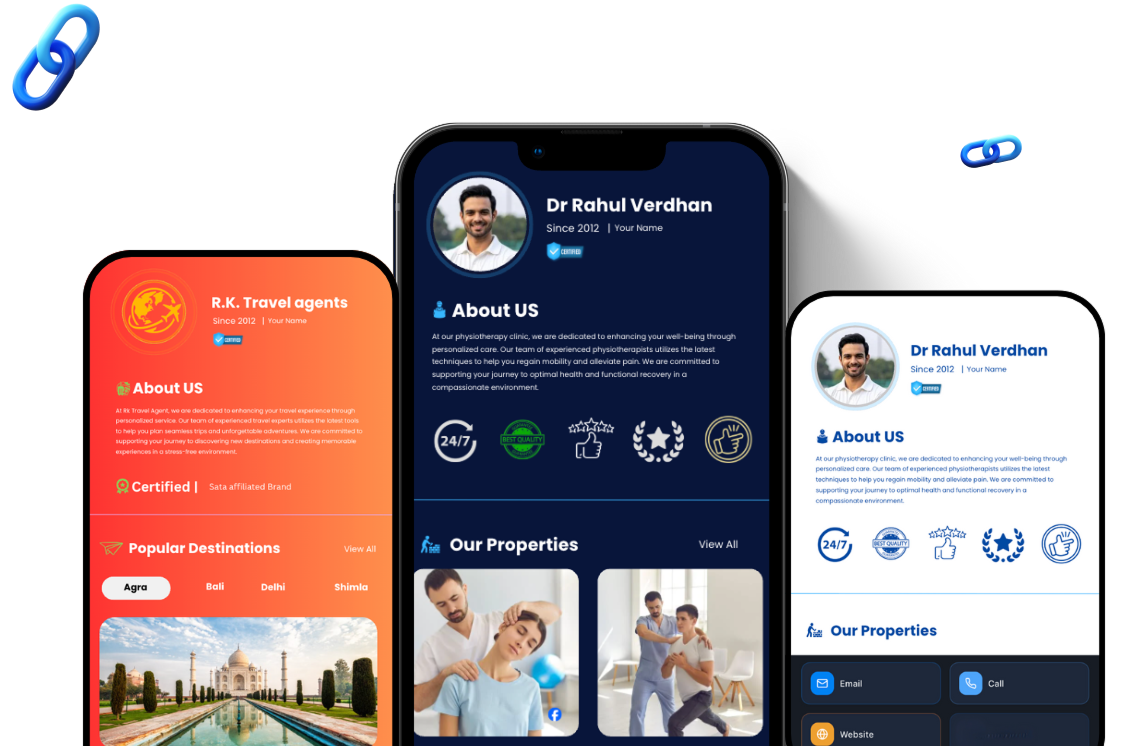 R.K. Travel agents
Since 2012 | Your Name
CERTIFIED
About US
At Rk Travel Agent, we are dedicated to enhancing your travel experience through
personalized service. Our team of experienced travel experts utilizes the latest tools
to help you plan seamless trips and unforgettable adventures. We are committed to
supporting your journey to discovering new destinations and creating memorable
experiences in a stress-free environment.
Certified | Sata affiliated Brand
Popular Destinations
View All
Agra
Bali
Delhi
Shimla
Dr Rahul Verdhan
Since 2012 | Your Name
CERTIFIED
About US
At our physiotherapy clinic, we are dedicated to enhancing your well-being through
personalized care. Our team of experienced physiotherapists utilizes the latest
techniques to help you regain mobility and alleviate pain. We are committed to
supporting your journey to optimal health and functional recovery in a
compassionate environment.
24/7
BEST QUALITY
Our Properties
View All
Dr Rahul Verdhan
Since 2012 | Your Name
CERTIFIED
About US
At our physiotherapy clinic, we are dedicated to enhancing your well-being through
personalized care. Our team of experienced physiotherapists utilizes the latest
techniques to help you regain mobility and alleviate pain. We are committed to
supporting your journey to optimal health and functional recovery in a
compassionate environment.
24/7
BEST QUALITY
Our Properties
Email
Call
Website